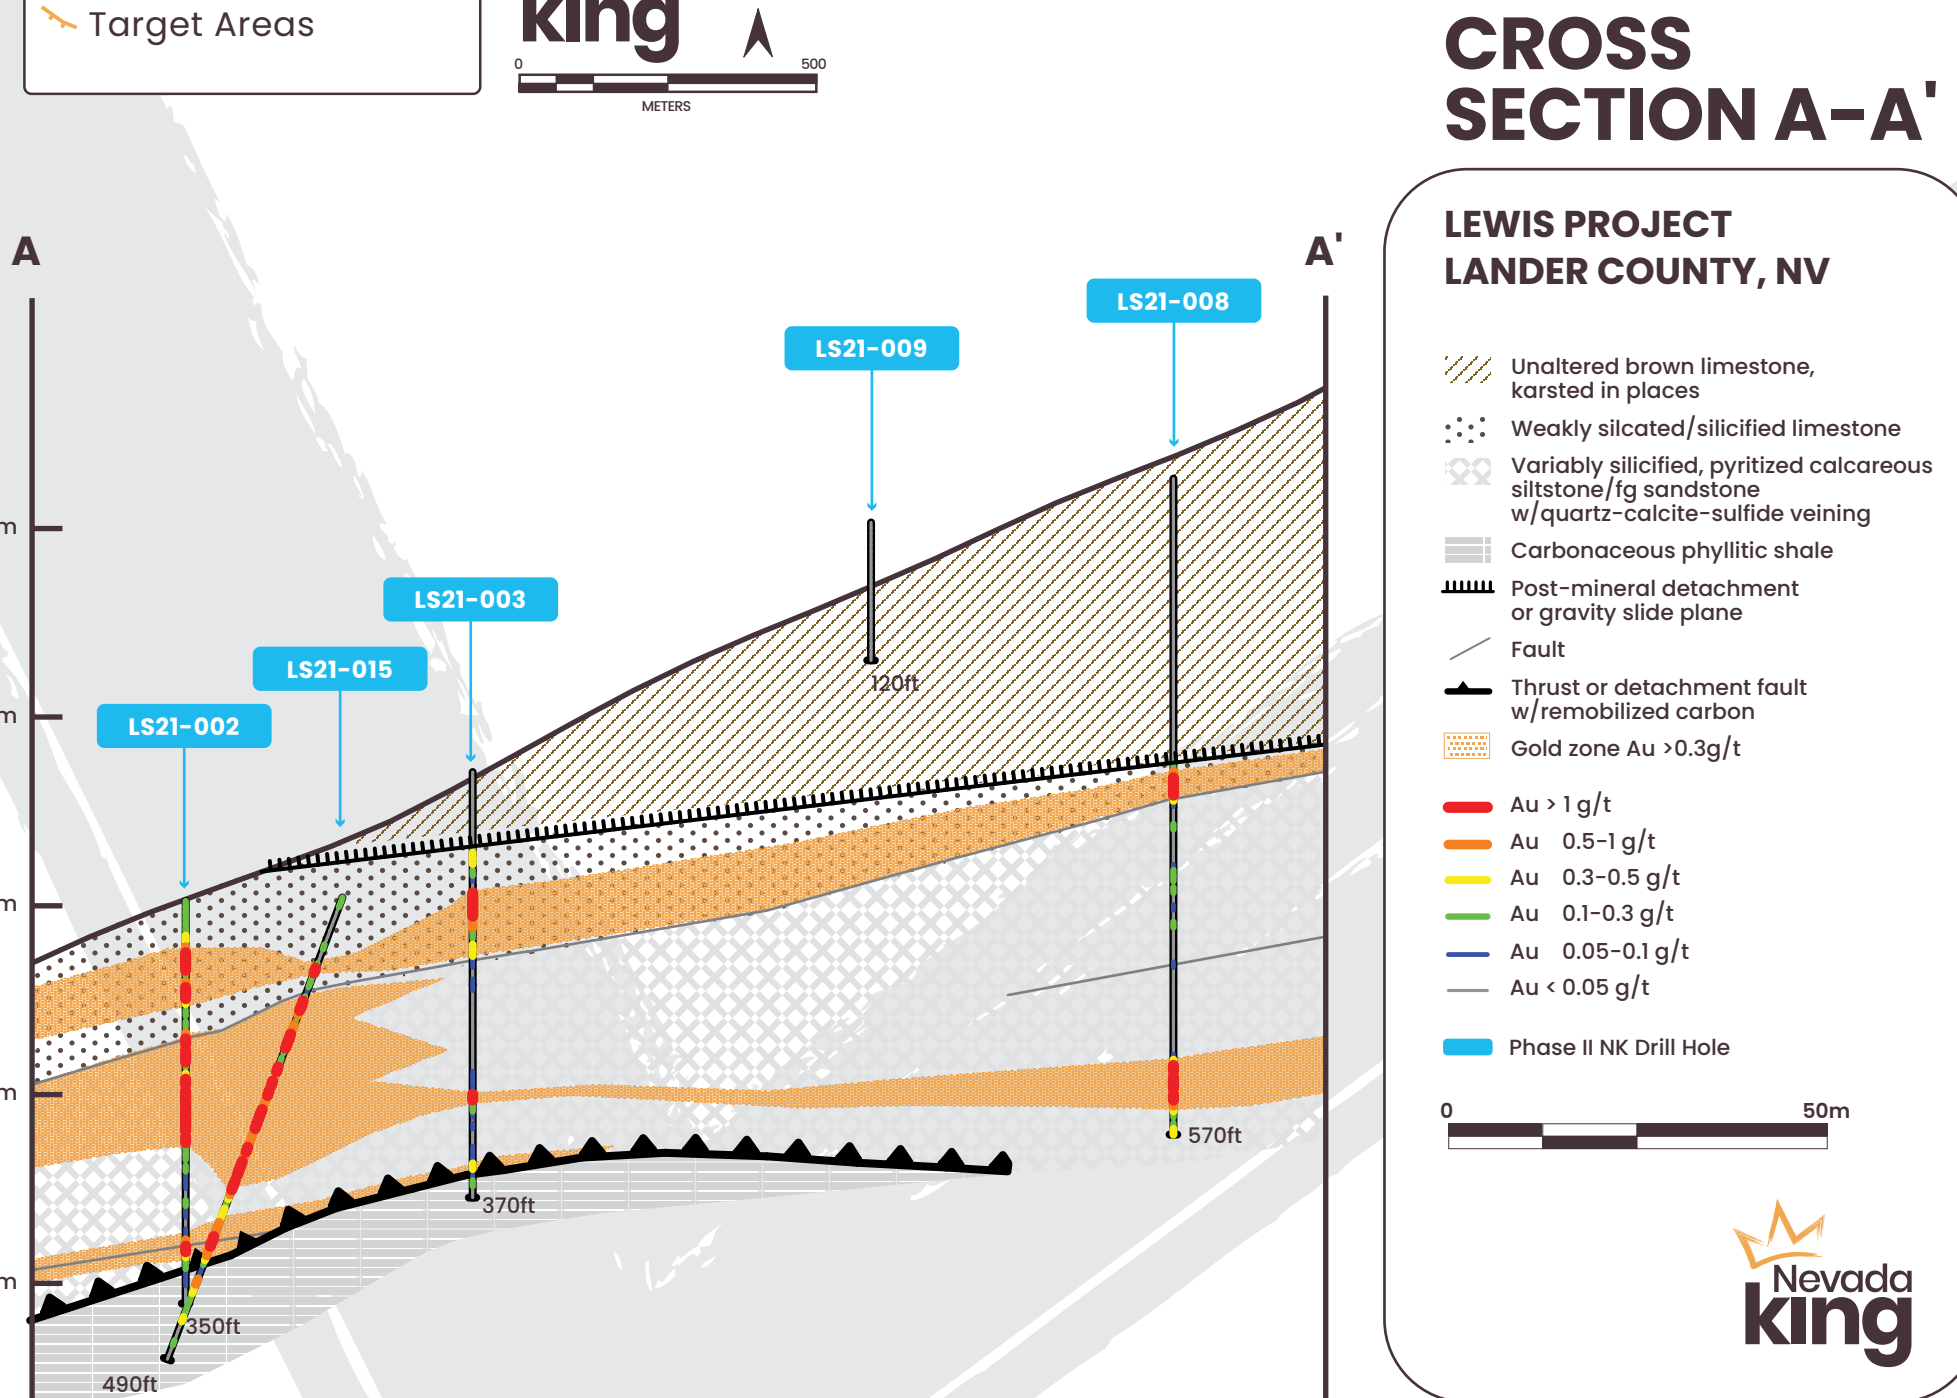 Target Areas
king
0 500
METERS
CROSS
SECTION A-A'
A
A'
LEWIS PROJECT
LANDER COUNTY, NV
LS21-008
LS21-009
LS21-003
LS21-015
LS21-002
m
m
m
m
m
120ft
570ft
370ft
350ft
490ft
Unaltered brown limestone,
karsted in places
Weakly silcated/silicified limestone
Variably silicified, pyritized calcareous
siltstone/fg sandstone
w/quartz-calcite-sulfide veining
Carbonaceous phyllitic shale
Post-mineral detachment
or gravity slide plane
Fault
Thrust or detachment fault
w/remobilized carbon
Gold zone Au >0.3g/t
Au > 1 g/t
Au 0.5-1 g/t
Au 0.3-0.5 g/t
Au 0.1-0.3 g/t
Au 0.05-0.1 g/t
Au < 0.05 g/t
Phase II NK Drill Hole
0 50m
Nevada
king